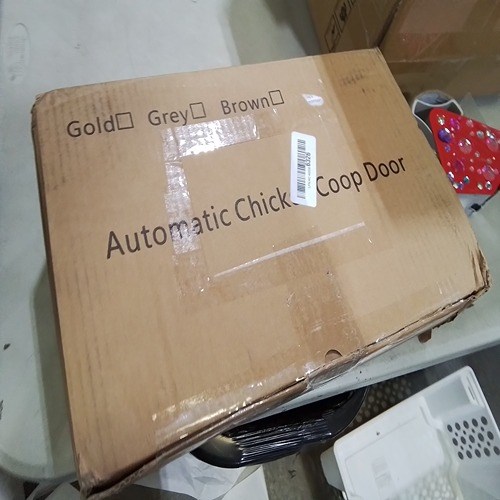 Gold□ Grey□ Brown□
Automatic Chick Coop Door